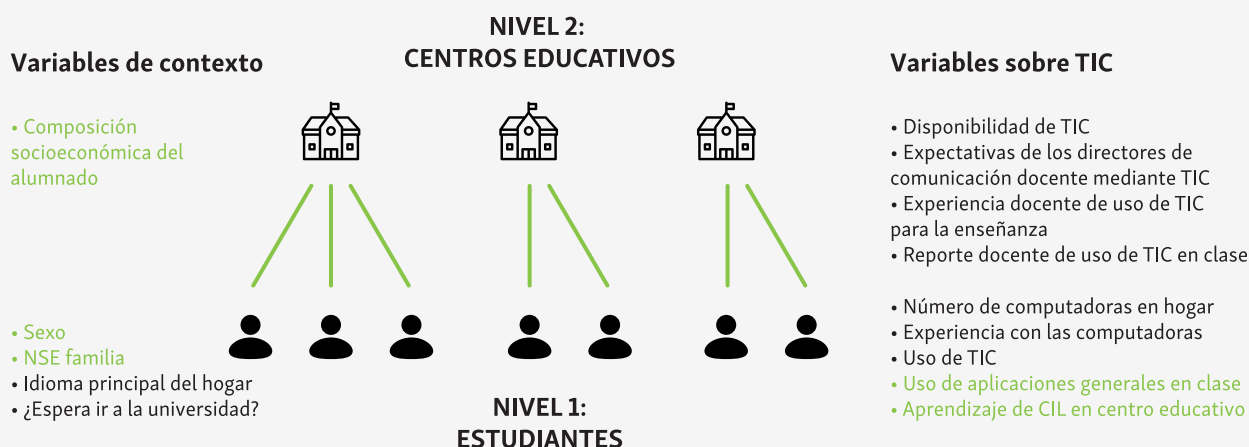 NIVEL 2:
CENTROS EDUCATIVOS
Variables de contexto
• Composición
socioeconómica del
alumnado
• Sexo
• NSE familia
• Idioma principal del hogar
• ¿Espera ir a la universidad?
NIVEL 1:
ESTUDIANTES
Variables sobre TIC
• Disponibilidad de TIC
• Expectativas de los directores de
comunicación docente mediante TIC
• Experiencia docente de uso de TIC
para la enseñanza
• Reporte docente de uso de TIC en clase
• Número de computadoras en hogar
• Experiencia con las computadoras
• Uso de TIC
• Uso de aplicaciones generales en clase
• Aprendizaje de CIL en centro educativo